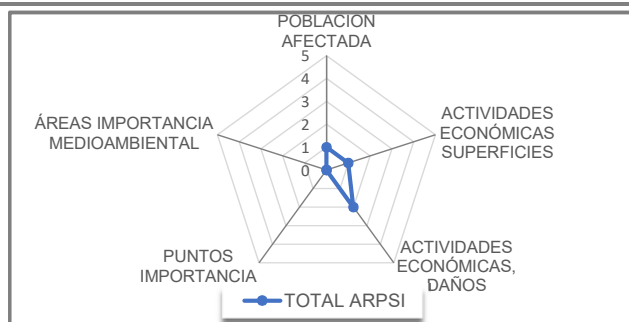 POBLACIÓN
AFECTADA
5
4
3
2
1
0
ÁREAS IMPORTANCIA
MEDIOAMBIENTAL
ACTIVIDADES
ECONÓMICAS
SUPERFICIES
PUNTOS
IMPORTANCIA
ACTIVIDADES
ECONÓMICAS,
DAÑOS
TOTAL ARPSI